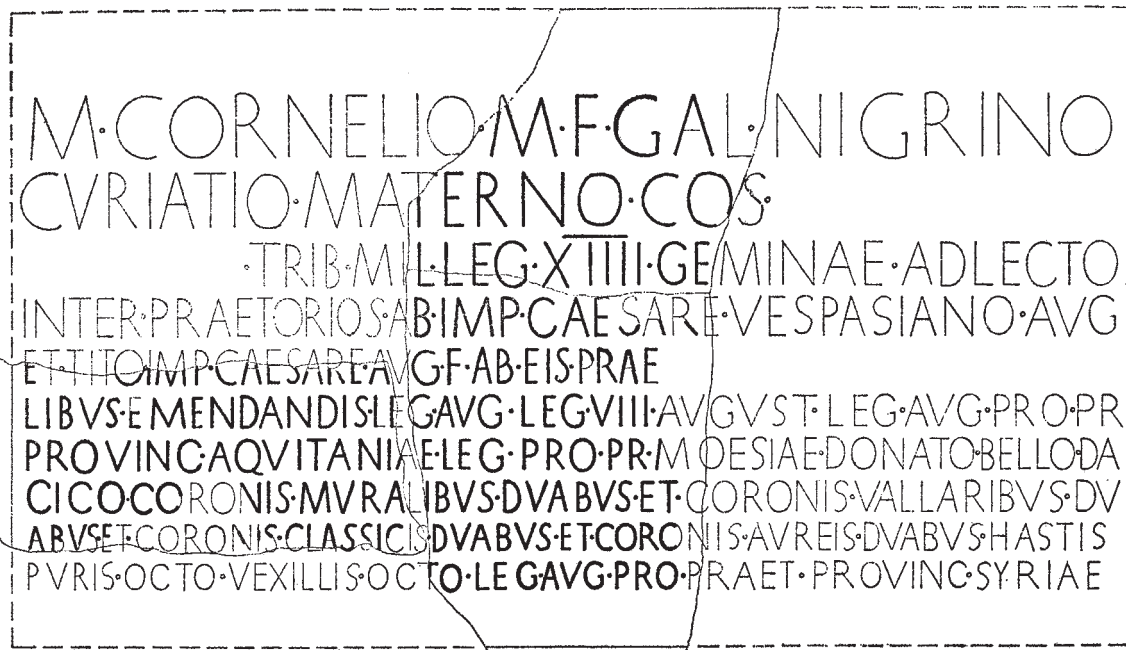 M·CORNELIO·M·F·GAL·NIGRINO
CVRIATIO·MATERNO·COS·
·TRIB·MIL·LEG·XIIII·GEMINAE·ADLECTO
INTER·PRAETORIOS·AB·IMP·CAESARE·VESPASIANO·AVG
ET·TITO·IMP·CAESARE·AVG·F·AB·EIS·PRAE
LIBVS·EMENDANDIS·LEG·AVG·LEG·VIII·AVGVST·LEG·AVG·PRO·PR
PROVINC·AQVITANIAE·LEG·PRO·PR·MOESIAE·DONATO·BELLO·DA
CICO·CORONIS·MVRALIBVS·DVABVS·ET·CORONIS·VALLARIBVS·DV
ABVS·ET·CORONIS·CLASSICIS·DVABVS·ET·CORONIS·AVREIS·DVABVS·HASTIS
PVRIS·OCTO·VEXILLIS·OCTO·LEG·AVG·PRO·PRAET·PROVINC·SYRIAE